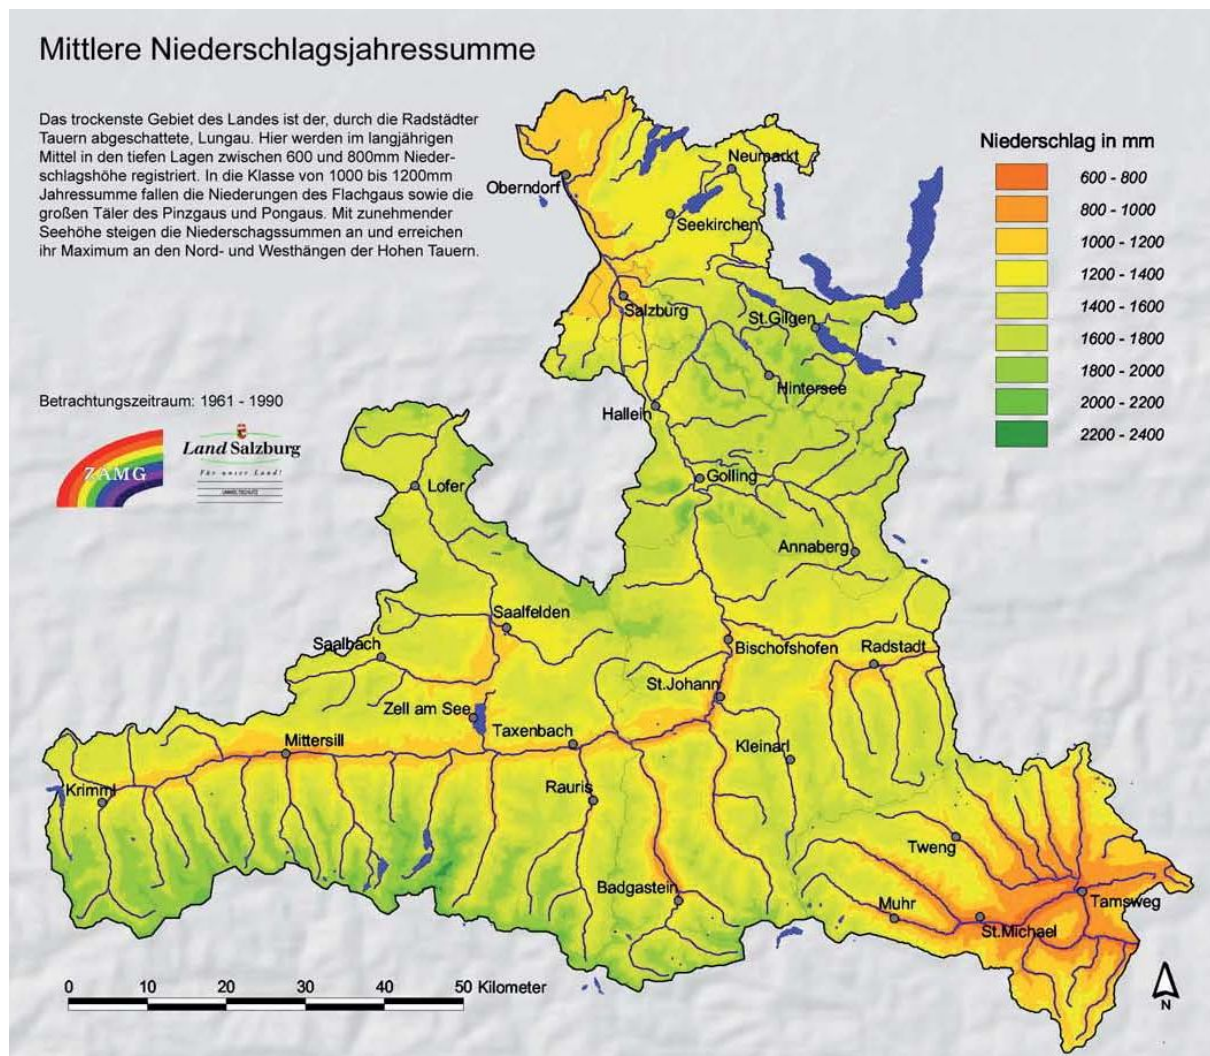 Mittlere Niederschlagsjahressumme
Das trockenste Gebiet des Landes ist der, durch die Radstädter
Tauern abgeschattete, Lungau. Hier werden im langjährigen
Mittel in den tiefen Lagen zwischen 600 und 800mm Nieder-
schlagshöhe registriert. In die Klasse von 1000 bis 1200mm
Jahressumme fallen die Niederungen des Flachgaus sowie die
großen Täler des Pinzgaus und Pongaus. Mit zunehmender
Seehöhe steigen die Niederschagssummen an und erreichen
ihr Maximum an den Nord- und Westhängen der Hohen Tauern.
Niederschlag in mm
600 - 800
800 - 1000
1000 - 1200
1200 - 1400
1400 - 1600
1600 - 1800
1800 - 2000
2000 - 2200
2200 - 2400
Betrachtungszeitraum: 1961 - 1990
ZAMG
Land Salzburg
Für unser Land!
UMWELTSCHUTZ
Neumarkt
Oberndorf
Seekirchen
Salzburg
St.Gilgen
Hintersee
Hallein
Golling
Lofer
Annaberg
Saalfelden
Saalbach
Bischofshofen
Radstadt
St.Johann
Zell am See
Taxenbach
Mittersill
Kleinarl
Krimml
Rauris
Tweng
Badgastein
Muhr
Tamsweg
St.Michael
0 10 20 30 40 50 Kilometer
N